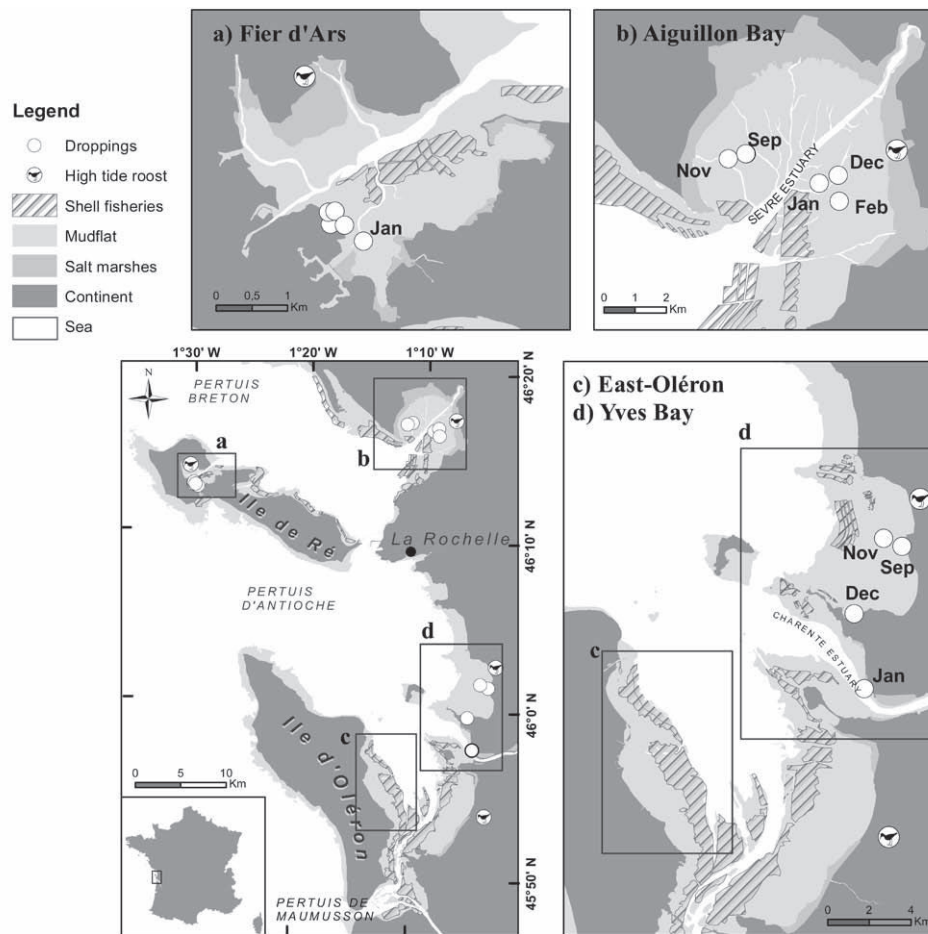 a) Fier d'Ars
Jan
0 0,5 1
Km
b) Aiguillon Bay
Sep
Nov
Dec
Jan
Feb
SEVRE ESTUARY
0 1 2
Km
Legend
Droppings
High tide roost
Shell fisheries
Mudflat
Salt marshes
Continent
Sea
1°30' W 1°20' W 1°10' W
46°20' N
46°10' N
46°0' N
45°50' N
N
PERTUIS
BRETON
a
b
Ile de Ré
La Rochelle
PERTUIS
D'ANTIOCHE
d
c
Ile d'Oléron
0 5 10
Km
PERTUIS DE
MAUMUSSON
c) East-Oléron
d) Yves Bay
d
Nov
Sep
Dec
CHARENTE ESTUARY
Jan
c
0 2 4
Km